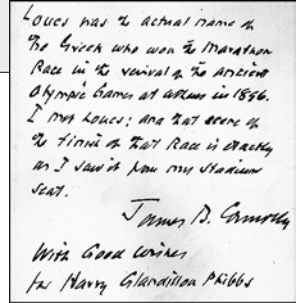 Loues was the actual name of
the Greek who won the Marathon
Race in the revival of the ancient
Olympic Games at Athens in 1896.
I met Loues; and that scene of
the finish of that Race is exactly
as I saw it from my stadium
seat.
James B. Connolly
With Good wishes
for Harry Glandillon Phibbs